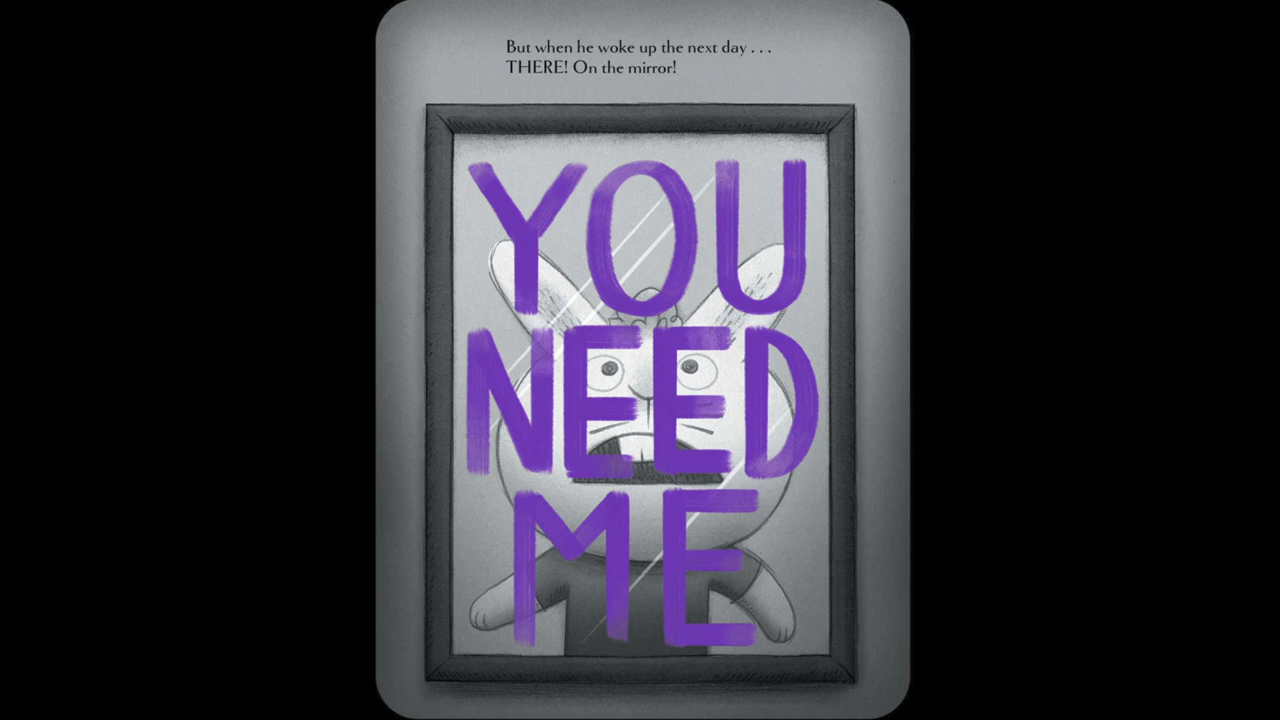 But when he woke up the next day . . .
THERE! On the mirror!
YOU
NEED
ME